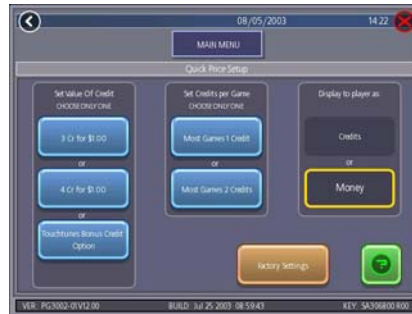 08/05/2003 14:22
MAIN MENU
Quick Price Setup
Set Value Of Credit
CHOOSE ONLY ONE
3 Cr for $1.00
or
4 Cr for $1.00
or
Touchtunes Bonus Credit
Option
Set Credits per Game
CHOOSE ONLY ONE
Most Games 1 Credit
or
Most Games 2 Credits
Display to player as:
Credits
or
Money
Factory Settings
?
VER: PG3002-01V12.00 BUILD Jul 25 2003 08:59:43 KEY: SA306800 R00